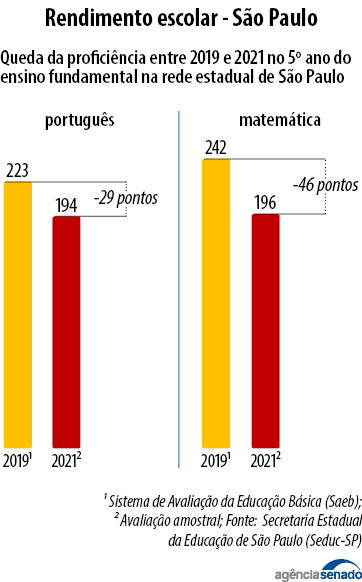 Rendimento escolar - São Paulo
Queda da proficiência entre 2019 e 2021 no 5º ano do
ensino fundamental na rede estadual de São Paulo
português
223
194
-29 pontos
2019¹
2021²
matemática
242
196
-46 pontos
2019¹
2021²
¹ Sistema de Avaliação da Educação Básica (Saeb);
² Avaliação amostral; Fonte: Secretaria Estadual
da Educação de São Paulo (Seduc-SP)
agênciasenado